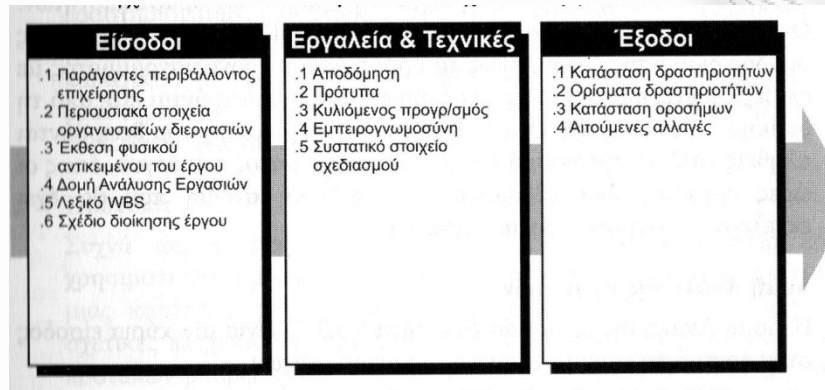 Είσοδοι
.1 Παράγοντες περιβάλλοντος
επιχείρησης
.2 Περιουσιακά στοιχεία
οργανωσιακών διεργασιών
.3 Έκθεση φυσικού
αντικειμένου του έργου
.4 Δομή Ανάλυσης Εργασιών
.5 Λεξικό WBS
.6 Σχέδιο διοίκησης έργου
Εργαλεία & Τεχνικές
.1 Αποδόμηση
.2 Πρότυπα
.3 Κυλιόμενος προγρ/σμός
.4 Εμπειρογνωμοσύνη
.5 Συστατικό στοιχείο
σχεδιασμού
Έξοδοι
.1 Κατάσταση δραστηριοτήτων
.2 Ορίσματα δραστηριοτήτων
.3 Κατάσταση οροσήμων
.4 Αιτούμενες αλλαγές